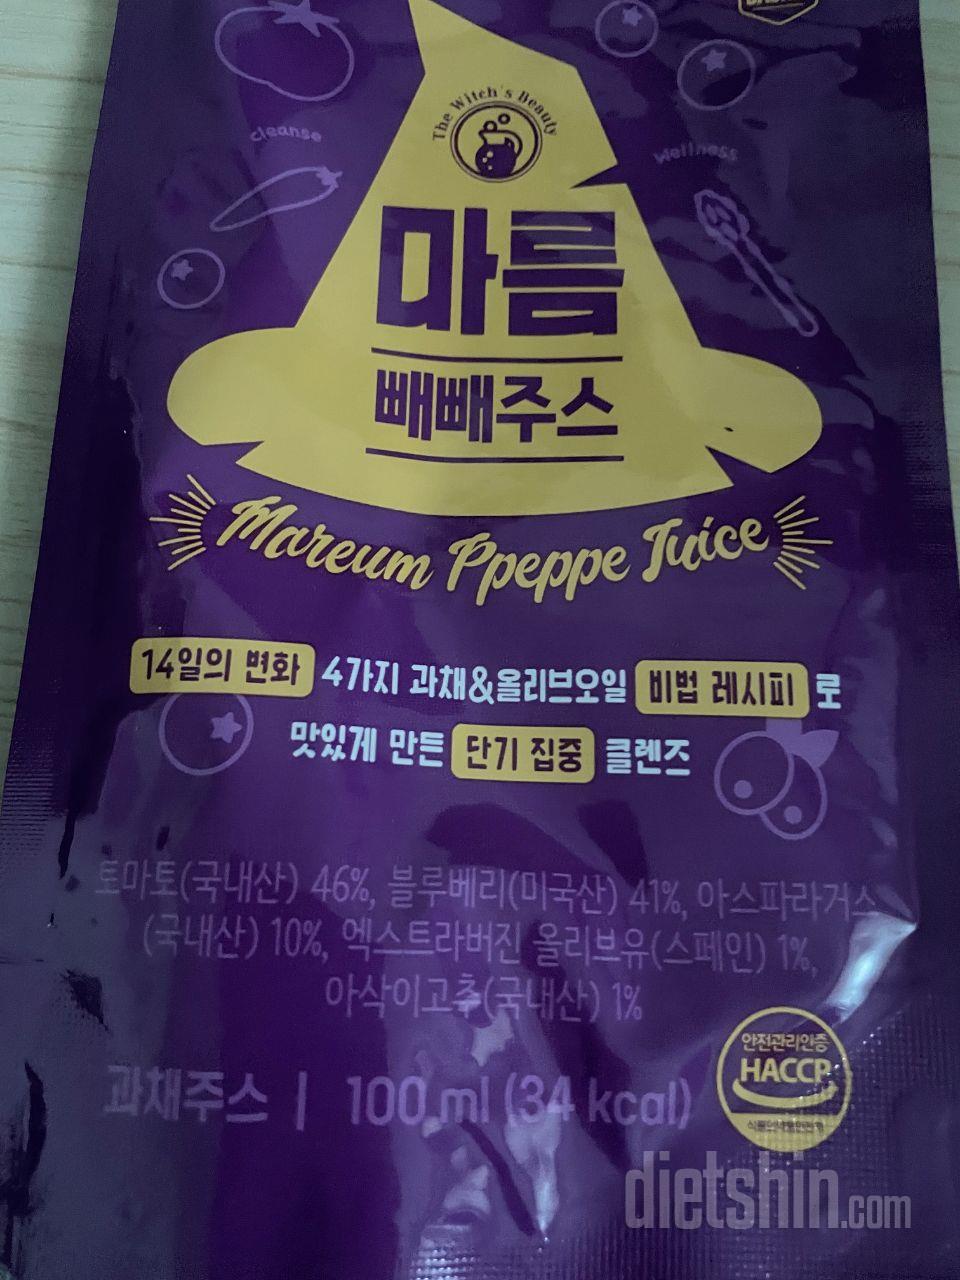 The Witch's Beauty
cleanse
wellness
마름
빼빼주스
Mareum Ppeppe Juice
14일의 변화 4가지 과채&올리브오일 비법 레시피로
맛있게 만든 단기 집중 클렌즈
토마토(국내산) 46%, 블루베리(미국산) 41%, 아스파라거스
(국내산) 10%, 엑스트라버진 올리브유(스페인) 1%,
아삭이고추(국내산) 1%
안전관리인증
HACCP
과채주스 | 100 ml (34 kcal)
dietshin.com